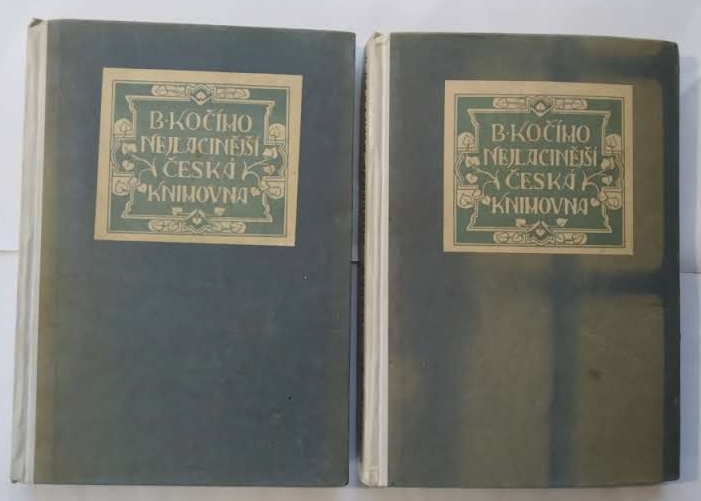 B. KOČÍHO
NEJLACINĚJŠÍ
ČESKÁ
KNIHOVNA
B. KOČÍHO
NEJLACINĚJŠÍ
ČESKÁ
KNIHOVNA